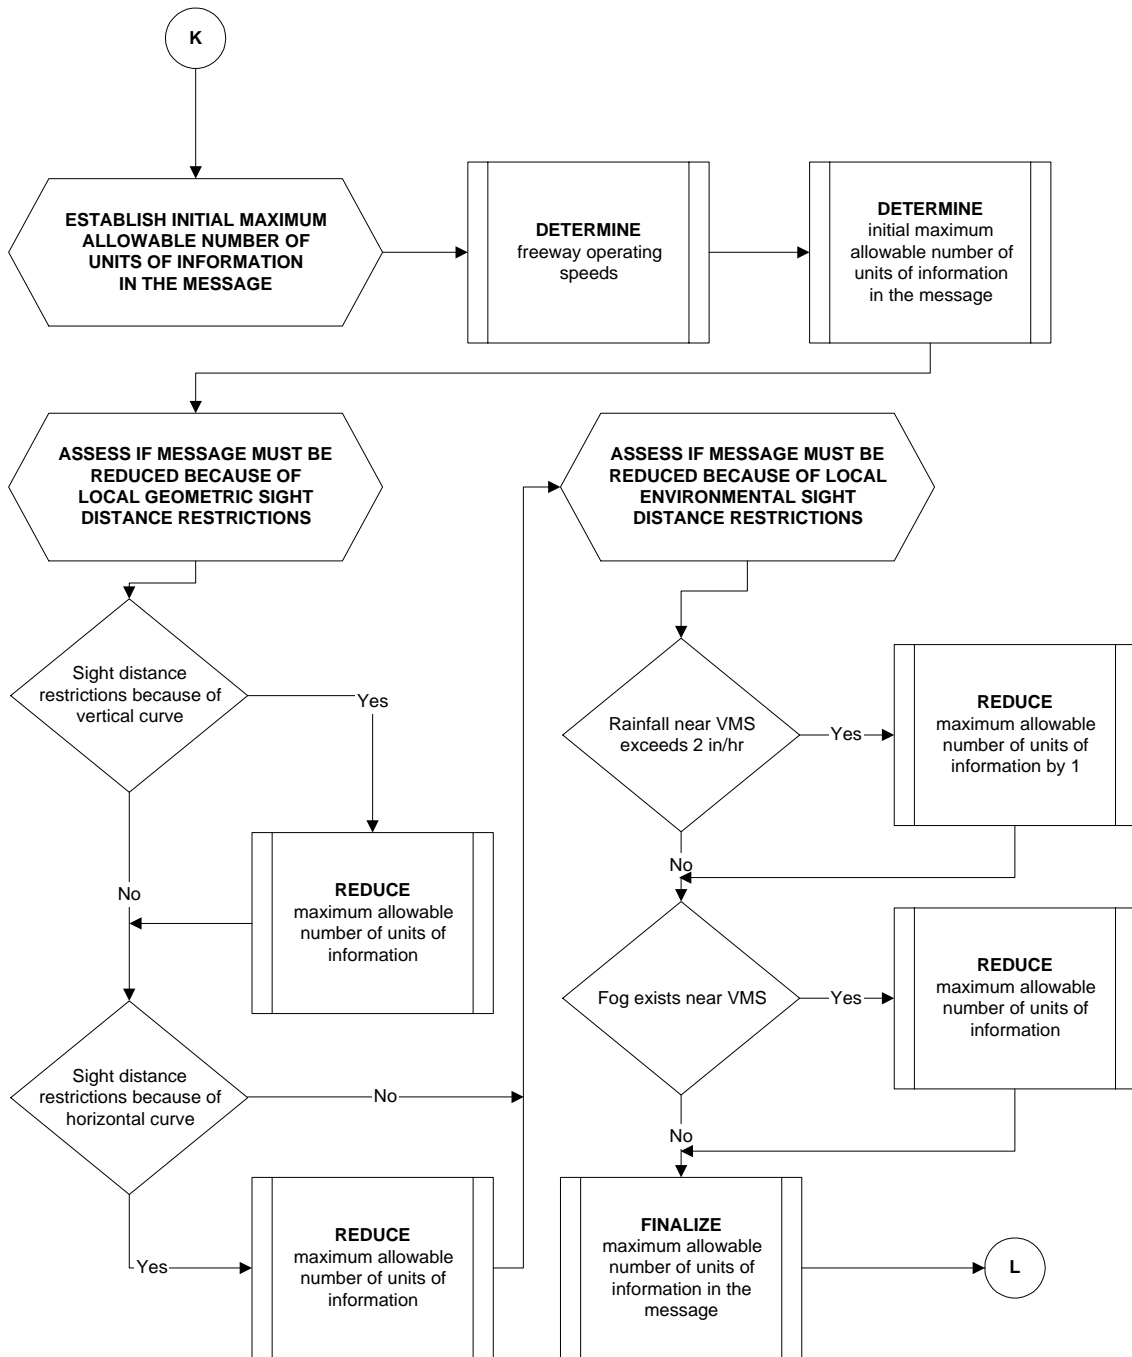 K
ESTABLISH INITIAL MAXIMUM
ALLOWABLE NUMBER OF
UNITS OF INFORMATION
IN THE MESSAGE
DETERMINE
freeway operating
speeds
DETERMINE
initial maximum
allowable number of
units of information
in the message
ASSESS IF MESSAGE MUST BE
REDUCED BECAUSE OF
LOCAL GEOMETRIC SIGHT
DISTANCE RESTRICTIONS
Sight distance
restrictions because of
vertical curve
Yes
No
REDUCE
maximum allowable
number of units of
information
Sight distance
restrictions because of
horizontal curve
No
Yes
REDUCE
maximum allowable
number of units of
information
ASSESS IF MESSAGE MUST BE
REDUCED BECAUSE OF LOCAL
ENVIRONMENTAL SIGHT
DISTANCE RESTRICTIONS
Rainfall near VMS
exceeds 2 in/hr
Yes
REDUCE
maximum allowable
number of units of
information by 1
No
Fog exists near VMS
Yes
REDUCE
maximum allowable
number of units of
information
No
FINALIZE
maximum allowable
number of units of
information in the
message
L